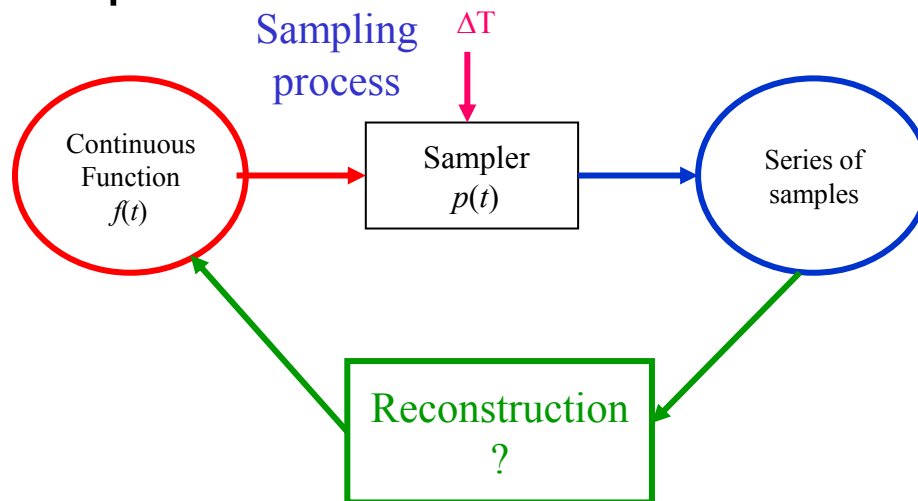 Sampling
process
ΔT
Continuous
Function
f(t)
Sampler
p(t)
Series of
samples
Reconstruction
?